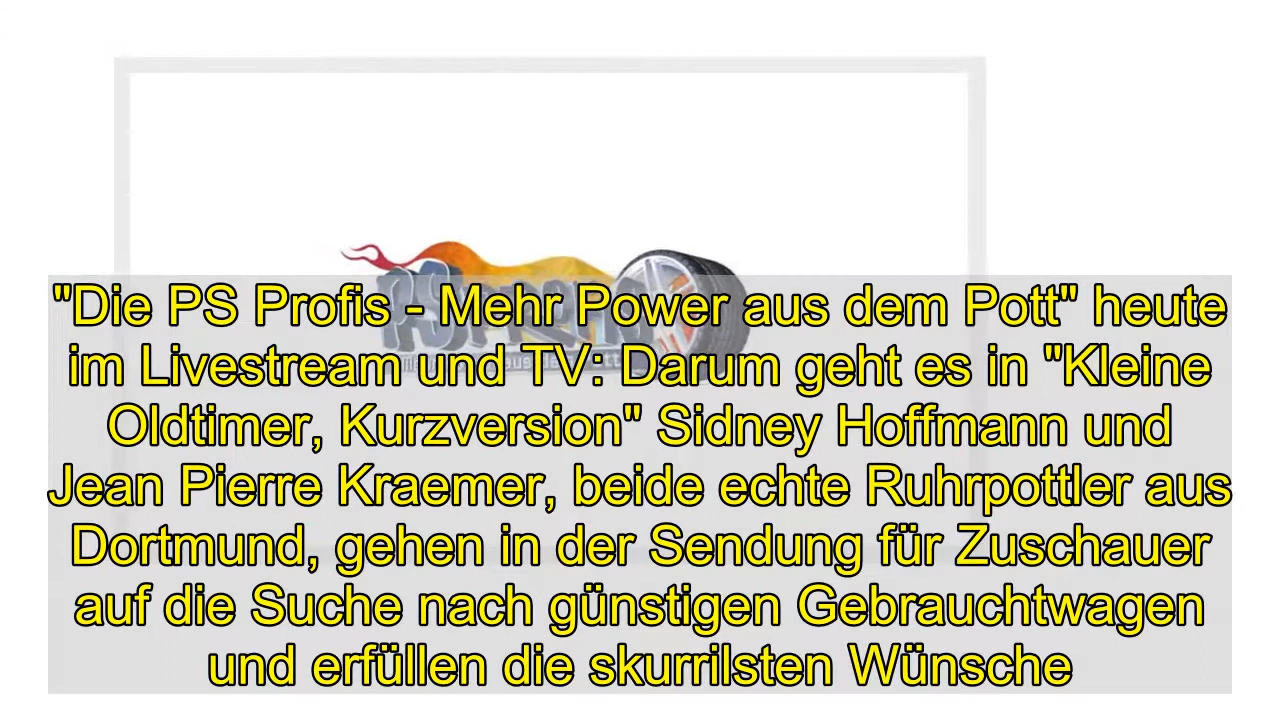 "Die PS Profis - Mehr Power aus dem Pott" heute
im Livestream und TV: Darum geht es in "Kleine
Oldtimer, Kurzversion" Sidney Hoffmann und
Jean Pierre Kraemer, beide echte Ruhrpottler aus
Dortmund, gehen in der Sendung für Zuschauer
auf die Suche nach günstigen Gebrauchtwagen
und erfüllen die skurrilsten Wünsche